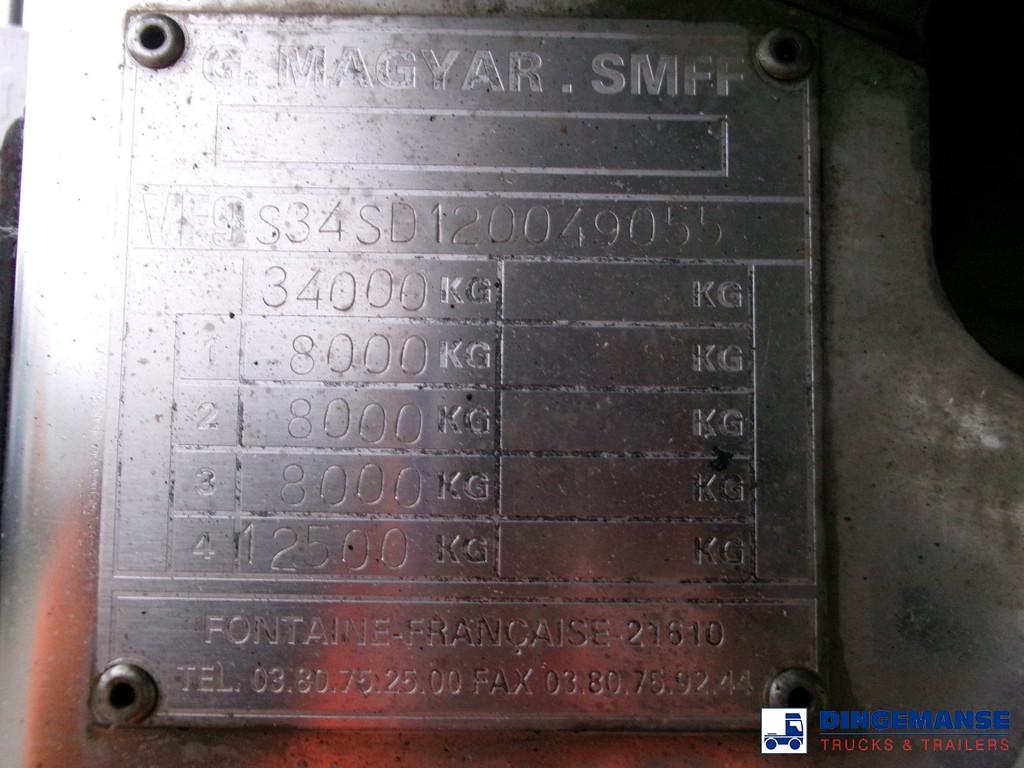 G. MAGYAR . SMFF
VH9 S34SD120049055
34000 KG KG
1 8000 KG KG
2 8000 KG KG
3 8000 KG KG
4 12500 KG KG
FONTAINE-FRANÇAISE-21610
TEL. 03.80.75.25.00 FAX 03.80.75.92.44
DINGEMANSE
TRUCKS & TRAILERS